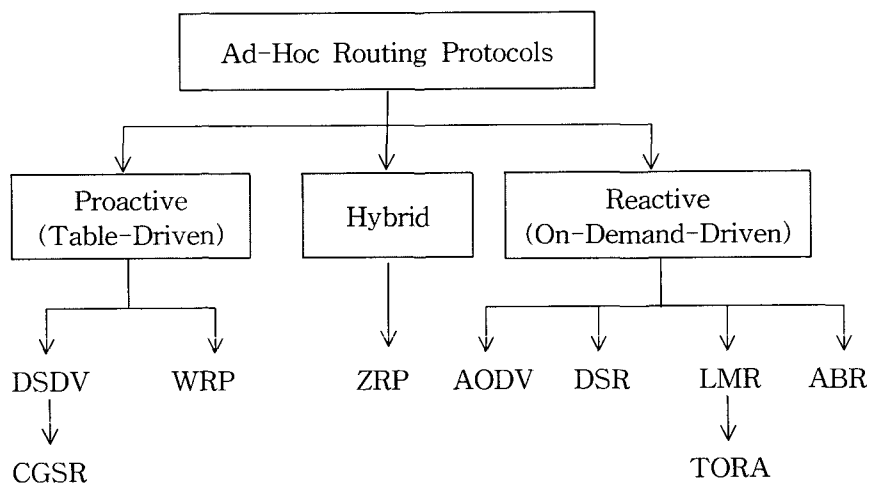 Ad-Hoc Routing Protocols
Proactive
(Table-Driven)
Hybrid
Reactive
(On-Demand-Driven)
DSDV
WRP
ZRP
AODV
DSR
LMR
ABR
CGSR
TORA